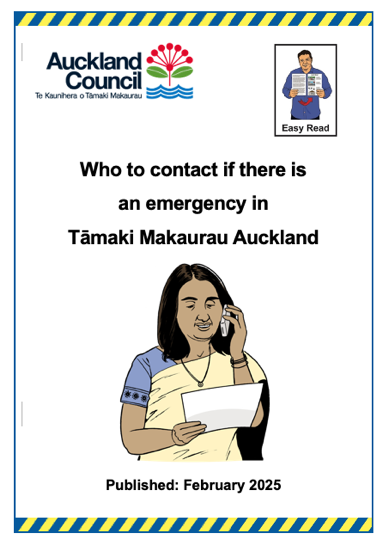 Auckland
Council
Te Kaunihera o Tāmaki Makaurau
Easy Read
Who to contact if there is
an emergency in
Tāmaki Makaurau Auckland
Published: February 2025